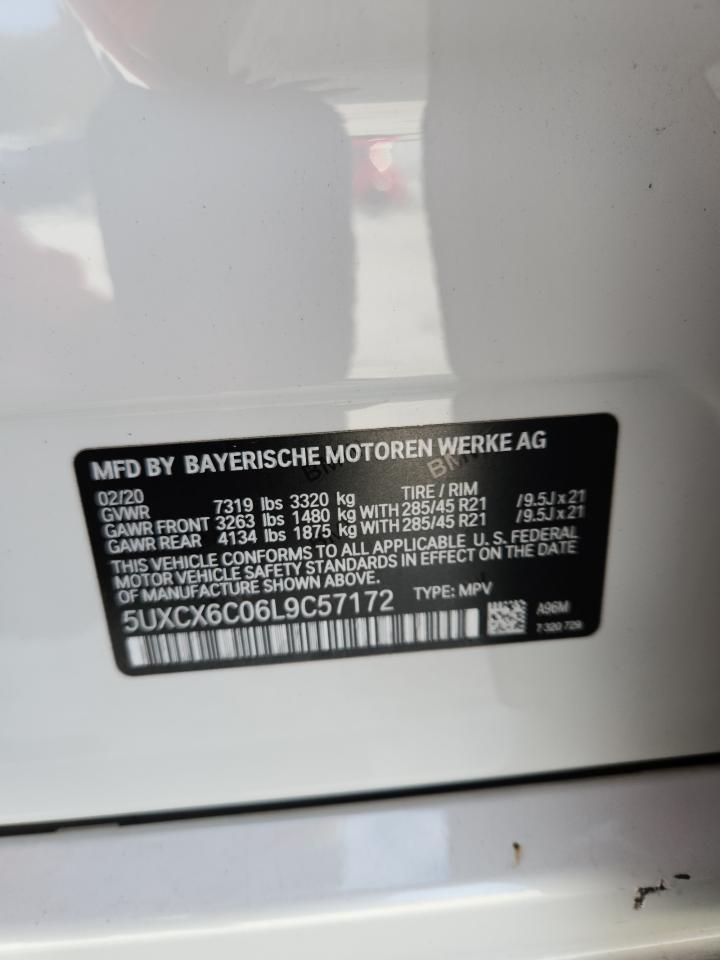 MFD BY BAYERISCHE MOTOREN WERKE AG
02/20
TIRE / RIM
GVWR 7319 lbs 3320 kg
GAWR FRONT 3263 lbs 1480 kg WITH 285/45 R21 /9.5J x 21
GAWR REAR 4134 lbs 1875 kg WITH 285/45 R21 /9.5J x 21
THIS VEHICLE CONFORMS TO ALL APPLICABLE U. S. FEDERAL
MOTOR VEHICLE SAFETY STANDARDS IN EFFECT ON THE DATE
OF MANUFACTURE SHOWN ABOVE.
5UXCX6C06L9C57172 TYPE: MPV
A96M
7 320 729